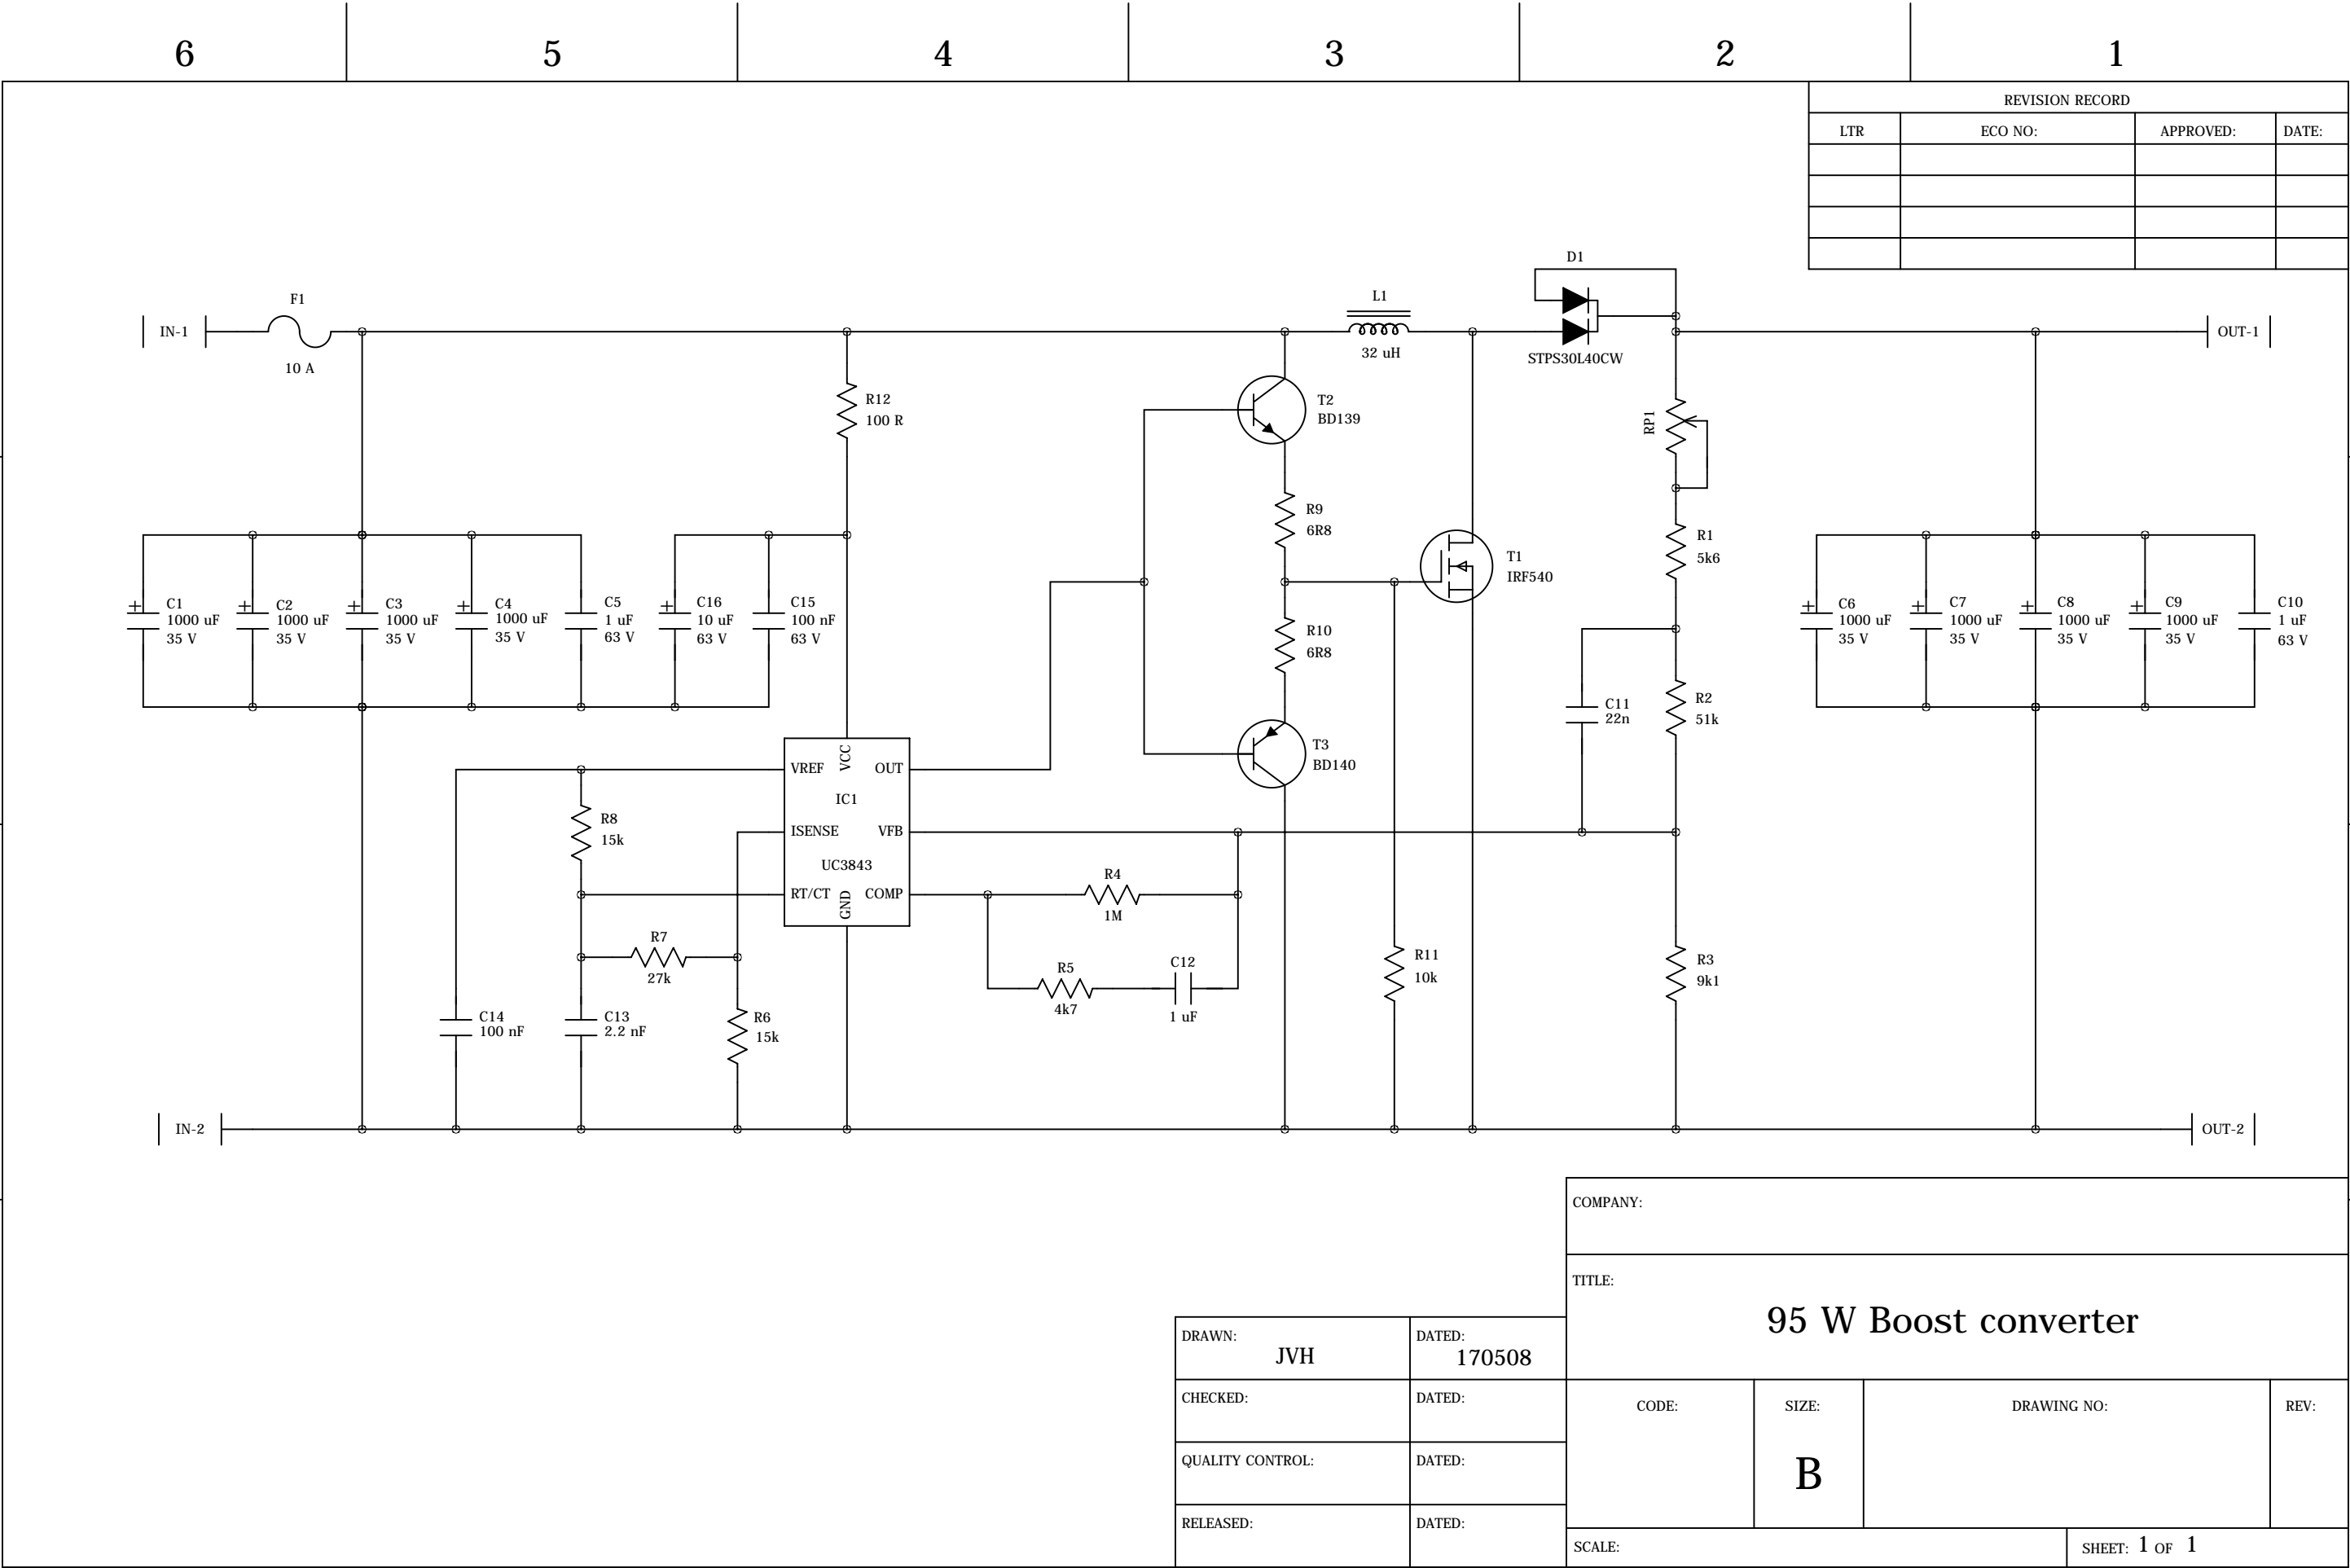 6 5 4 3 2 1
REVISION RECORD
LTR ECO NO: APPROVED: DATE:
D1
F1
L1
IN-1
OUT-1
10 A
32 uH
STPS30L40CW
R12
100 R
T2
BD139
RP1
R9
6R8
R1
5k6
T1
IRF540
C1
1000 uF
35 V
C2
1000 uF
35 V
C3
1000 uF
35 V
C4
1000 uF
35 V
C5
1 uF
63 V
C16
10 uF
63 V
C15
100 nF
63 V
R10
6R8
C6
1000 uF
35 V
C7
1000 uF
35 V
C8
1000 uF
35 V
C9
1000 uF
35 V
C10
1 uF
63 V
C11
22n
R2
51k
T3
BD140
VREF VCC OUT
IC1
ISENSE VFB
UC3843
RT/CT GND COMP
R8
15k
R4
1M
R7
27k
R5
4k7
C12
1 uF
R11
10k
R3
9k1
C14
100 nF
C13
2.2 nF
R6
15k
IN-2
OUT-2
COMPANY:
TITLE:
95 W Boost converter
DRAWN:
JVH
DATED:
170508
CHECKED:
DATED:
CODE:
SIZE:
B
DRAWING NO:
REV:
QUALITY CONTROL:
DATED:
RELEASED:
DATED:
SCALE:
SHEET: 1 OF 1